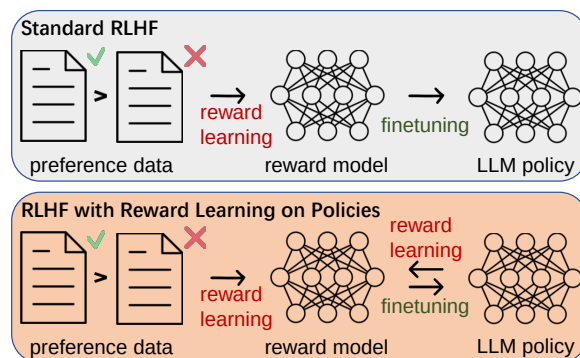 Standard RLHF
>
reward
learning
finetuning
preference data
reward model
LLM policy
RLHF with Reward Learning on Policies
reward
learning
>
reward
learning
finetuning
preference data
reward model
LLM policy